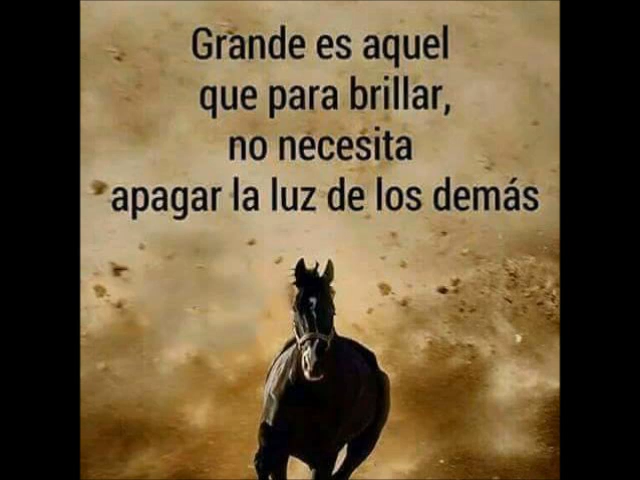 Grande es aquel
que para brillar,
no necesita
apagar la luz de los demás